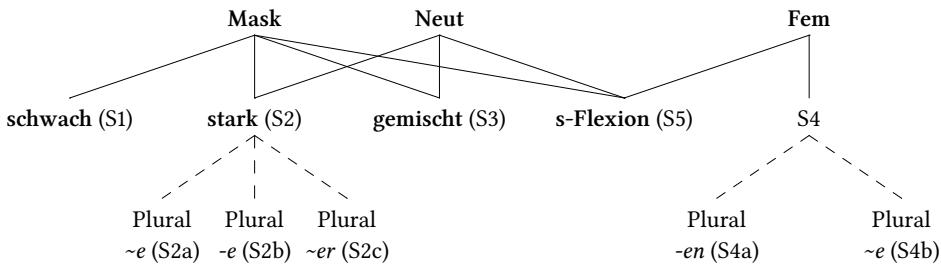 Mask Neut Fem
schwach (S1) stark (S2) gemischt (S3) s-Flexion (S5) S4
Plural Plural Plural Plural Plural
~e (S2a) -e (S2b) ~er (S2c) -en (S4a) ~e (S4b)